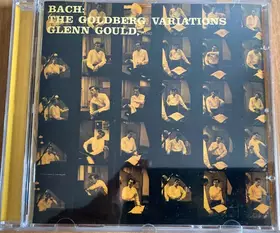 BACH:
THE GOLDBERG VARIATIONS
GLENN GOULD,